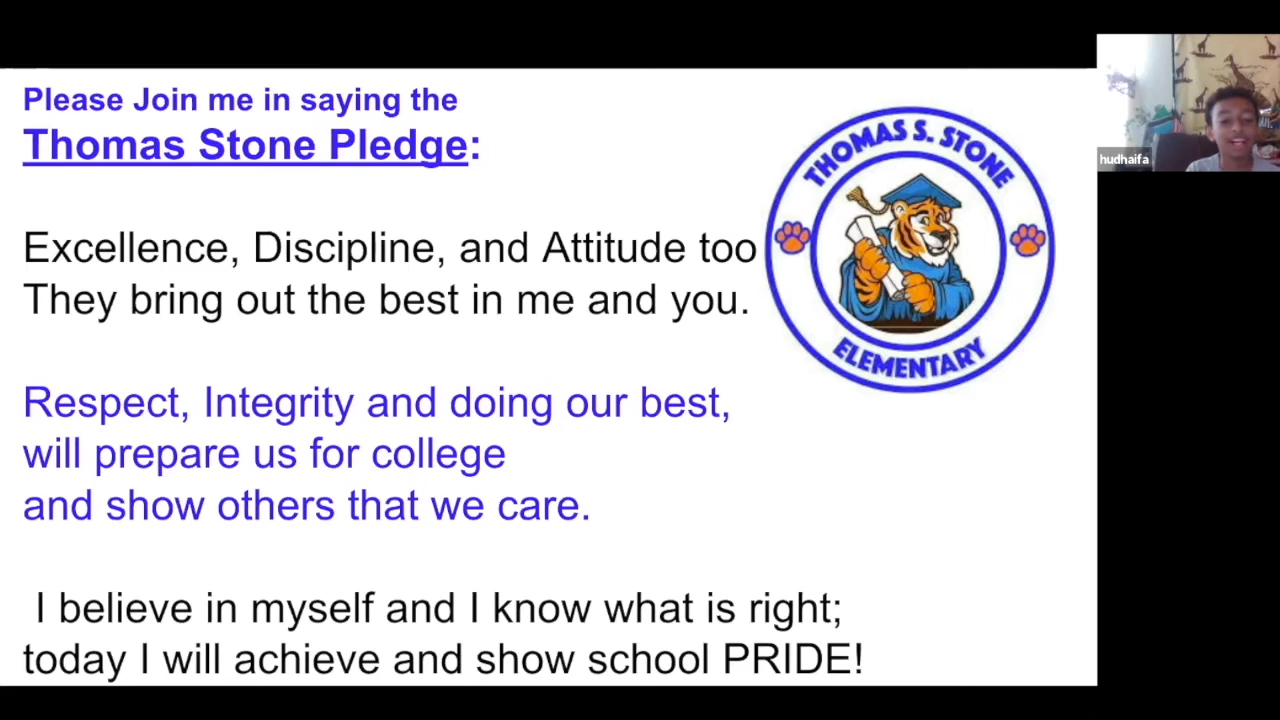 Please Join me in saying the
Thomas Stone Pledge:
Excellence, Discipline, and Attitude too
They bring out the best in me and you.
Respect, Integrity and doing our best,
will prepare us for college
and show others that we care.
I believe in myself and I know what is right;
today I will achieve and show school PRIDE!
THOMAS S. STONE
ELEMENTARY
hudhaifa